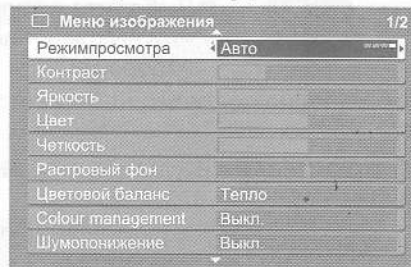 Меню изображения 1/2
Режимпросмотра Авто
Контраст
Яркость
Цвет
Четкость
Растровый фон
Цветовой баланс Тепло
Colour management Выкл.
Шумопонижение Выкл.